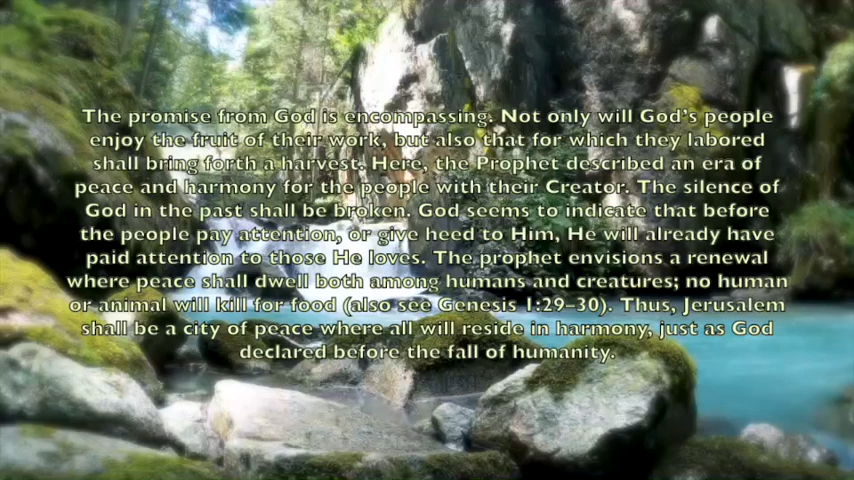 The promise from God is encompassing. Not only will God's people
enjoy the fruit of their work, but also that for which they labored
shall bring forth a harvest. Here, the Prophet described an era of
peace and harmony for the people with their Creator. The silence of
God in the past shall be broken. God seems to indicate that before
the people pay attention, or give heed to Him, He will already have
paid attention to those He loves. The prophet envisions a renewal
where peace shall dwell both among humans and creatures; no human
or animal will kill for food (also see Genesis 1:29–30). Thus, Jerusalem
shall be a city of peace where all will reside in harmony, just as God
declared before the fall of humanity.